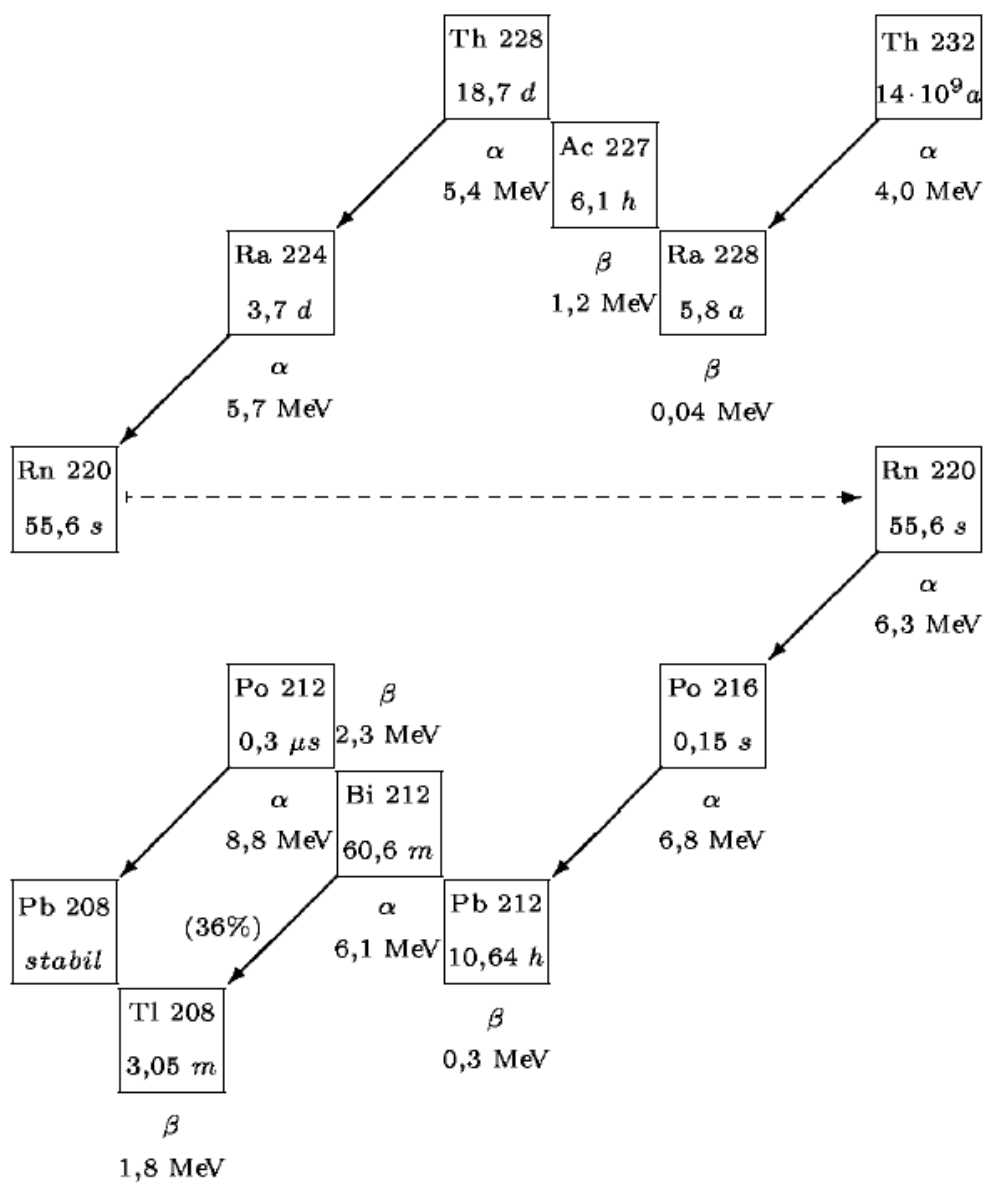 Th 228
18,7 d
α
5,4 MeV
Th 232
14·10⁹a
α
4,0 MeV
Ac 227
6,1 h
β
1,2 MeV
Ra 224
3,7 d
α
5,7 MeV
Ra 228
5,8 a
β
0,04 MeV
Rn 220
55,6 s
Rn 220
55,6 s
α
6,3 MeV
Po 212
0,3 μs
α
8,8 MeV
β
2,3 MeV
Po 216
0,15 s
α
6,8 MeV
Bi 212
60,6 m
α
6,1 MeV
(36%)
Pb 208
stabil
Pb 212
10,64 h
β
0,3 MeV
Tl 208
3,05 m
β
1,8 MeV